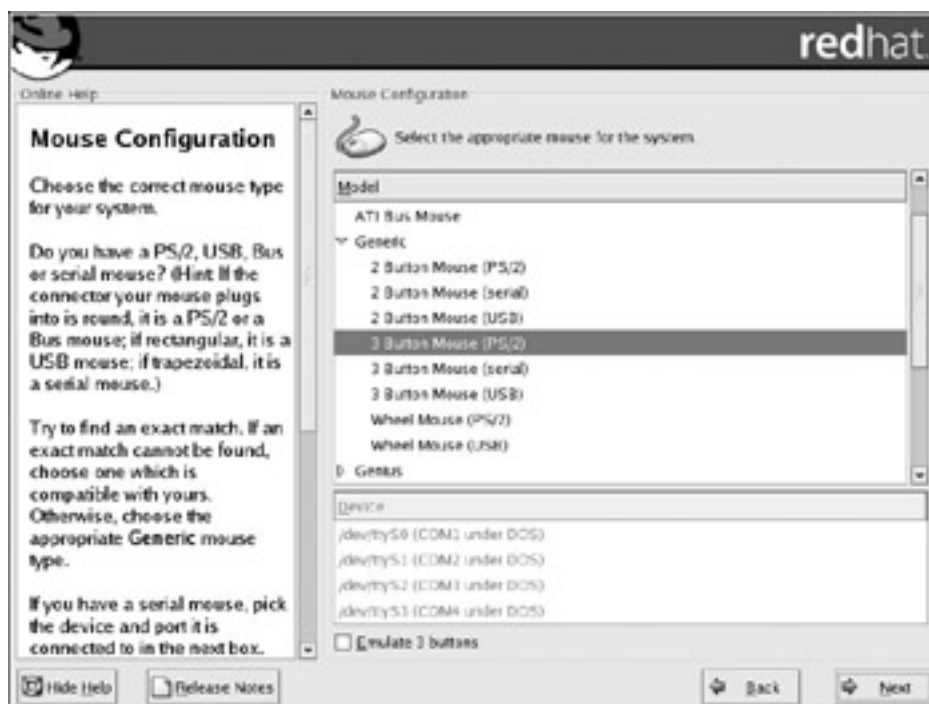 redhat.
Online Help
Mouse Configuration
Choose the correct mouse type
for your system.
Do you have a PS/2, USB, Bus
or serial mouse? (Hint: If the
connector your mouse plugs
into is round, it is a PS/2 or a
Bus mouse; if rectangular, it is a
USB mouse; if trapezoidal, it is
a serial mouse.)
Try to find an exact match. If an
exact match cannot be found,
choose one which is
compatible with yours.
Otherwise, choose the
appropriate Generic mouse
type.
If you have a serial mouse, pick
the device and port it is
connected to in the next box.
Mouse Configuration
Select the appropriate mouse for the system.
Model
ATI Bus Mouse
Generic
2 Button Mouse (PS/2)
2 Button Mouse (serial)
2 Button Mouse (USB)
3 Button Mouse (PS/2)
3 Button Mouse (serial)
3 Button Mouse (USB)
Wheel Mouse (PS/2)
Wheel Mouse (USB)
Genius
Device
/dev/ttyS0 (COM1 under DOS)
/dev/ttyS1 (COM2 under DOS)
/dev/ttyS2 (COM3 under DOS)
/dev/ttyS3 (COM4 under DOS)
Emulate 3 buttons
Hide Help
Release Notes
Back
Next